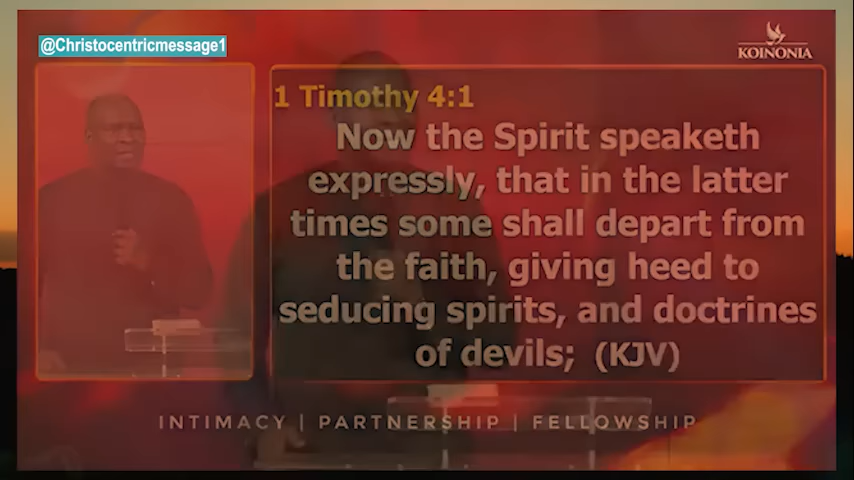 @Christocentricmessage1
KOINONIA
1 Timothy 4:1
Now the Spirit speaketh
expressly, that in the latter
times some shall depart from
the faith, giving heed to
seducing spirits, and doctrines
of devils; (KJV)
INTIMACY | PARTNERSHIP | FELLOWSHIP